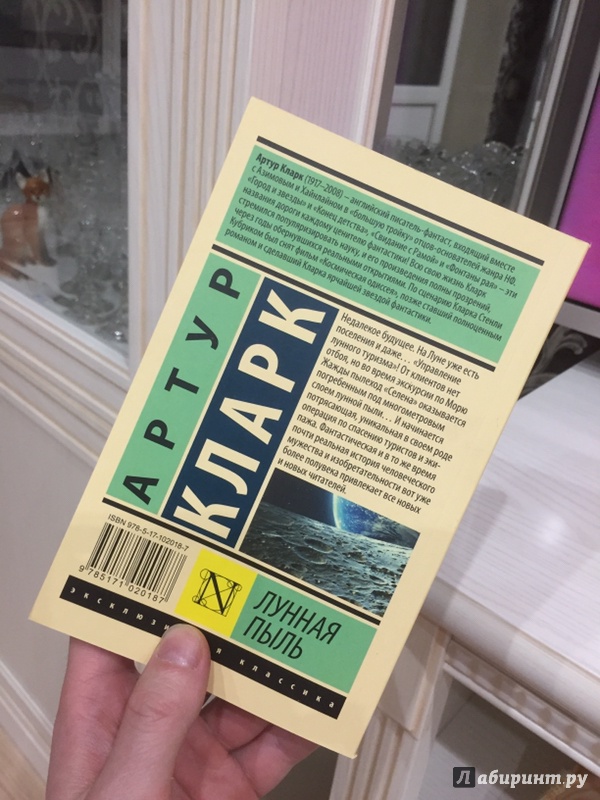 Артур Кларк (1917–2008) – английский писатель-фантаст, входящий вместе
с Азимовым и Хайнлайном в «большую тройку» отцов-основателей жанра НФ.
«Город и звезды» и «Конец детства», «Свидание с Рамой» и «Фонтаны рая» – эти
названия дороги каждому ценителю фантастики! Всю свою жизнь Кларк
стремился популяризировать науку, и его произведения полны прозрений,
через годы обернувшихся реальными открытиями. По сценарию Кларка Стенли
Кубриком был снят фильм «Космическая одиссея», позже ставший полноценным
романом и сделавший Кларка ярчайшей звездой фантастики.
АРТУР
КЛАРК
Недалекое будущее. На Луне уже есть
поселения и даже... «Управление
лунного туризма»! От клиентов нет
отбоя, но во время экскурсии по Морю
Жажды пылеход «Селена» оказывается
погребенным под многометровым
слоем лунной пыли... И начинается
потрясающая, уникальная в своем роде
операция по спасению туристов и эки-
пажа. Фантастическая и в то же время
почти реальная история человеческого
мужества и изобретательности вот уже
более полувека привлекает все новых
и новых читателей.
ISBN 978-5-17-102018-7
9 785171 020187
N
ЛУННАЯ
ПЫЛЬ
классика
Лабиринт.ру